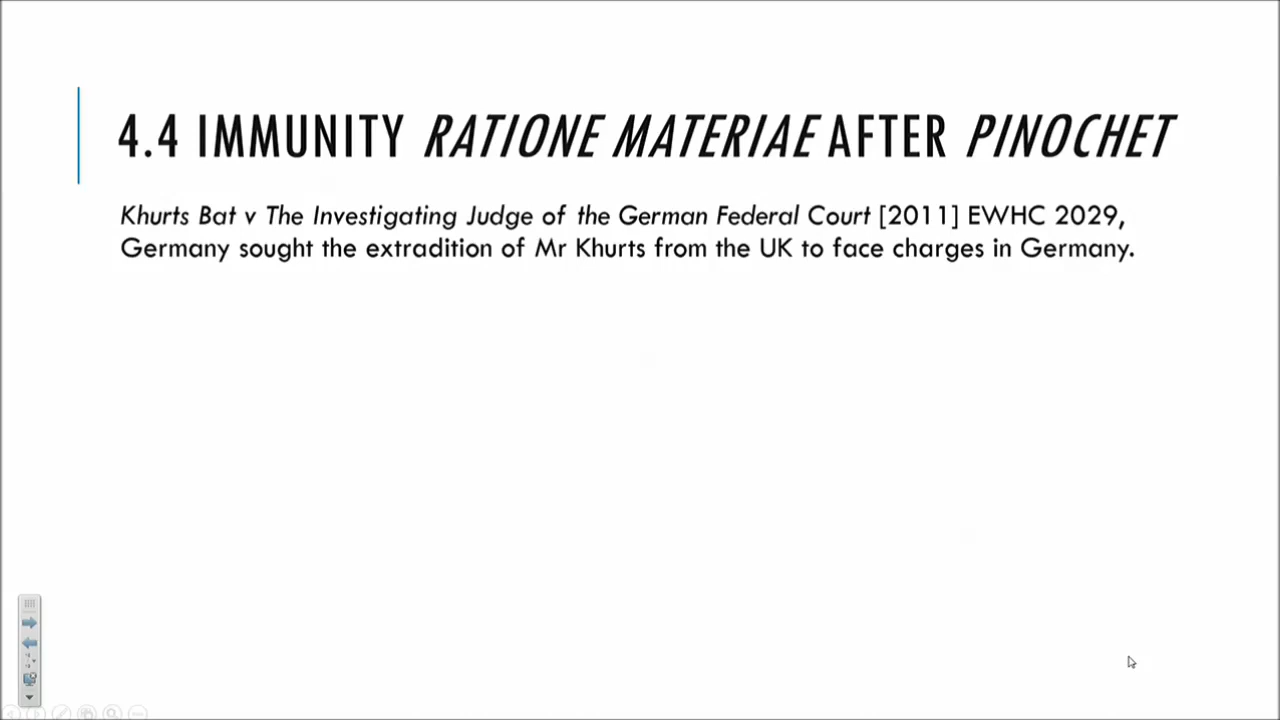 4.4 IMMUNITY RATIONE MATERIAE AFTER PINOCHET
Khurts Bat v The Investigating Judge of the German Federal Court [2011] EWHC 2029,
Germany sought the extradition of Mr Khurts from the UK to face charges in Germany.